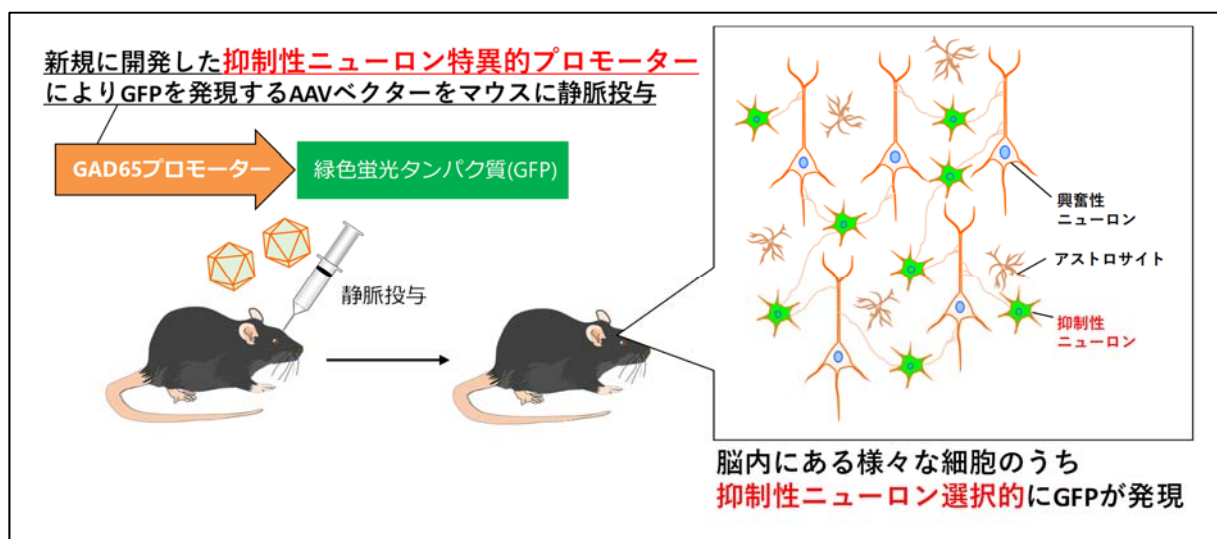 新規に開発した抑制性ニューロン特異的プロモーター
によりGFPを発現するAAVベクターをマウスに静脈投与
GAD65プロモーター
緑色蛍光タンパク質(GFP)
静脈投与
興奮性
ニューロン
アストロサイト
抑制性
ニューロン
脳内にある様々な細胞のうち
抑制性ニューロン選択的にGFPが発現